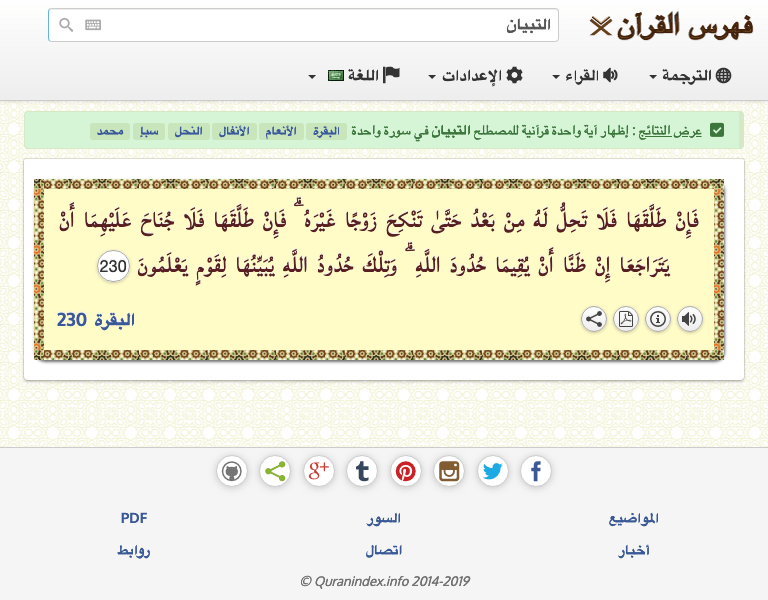 فهرس القرآن
التبيان
الترجمة
القراء
الإعدادات
اللغة
عرض النتائج : إظهار آية واحدة قرآنية للمصطلح التبيان في سورة واحدة البقرة الأنعام الأنفال النحل سبإ محمد
فَإِنْ طَلَّقَهَا فَلَا تَحِلُّ لَهُ مِنْ بَعْدُ حَتَّىٰ تَنْكِحَ زَوْجًا غَيْرَهُ ۗ فَإِنْ طَلَّقَهَا فَلَا جُنَاحَ عَلَيْهِمَا أَنْ
يَتَرَاجَعَا إِنْ ظَنَّا أَنْ يُقِيمَا حُدُودَ اللَّهِ ۗ وَتِلْكَ حُدُودُ اللَّهِ يُبَيِّنُهَا لِقَوْمٍ يَعْلَمُونَ 230
البقرة 230
المواضيع السور PDF
أخبار اتصال روابط
© Quranindex.info 2014-2019